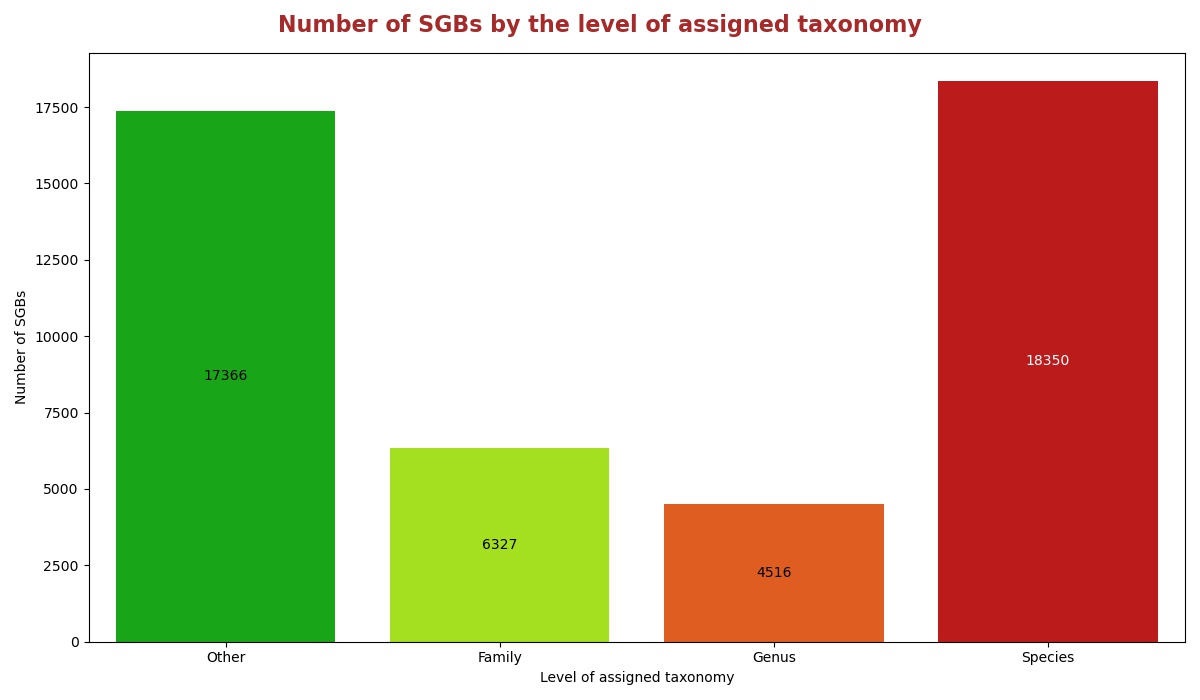 Number of SGBs by the level of assigned taxonomy
Number of SGBs
17500
15000
12500
10000
7500
5000
2500
0
17366
6327
4516
18350
Other
Family
Genus
Species
Level of assigned taxonomy